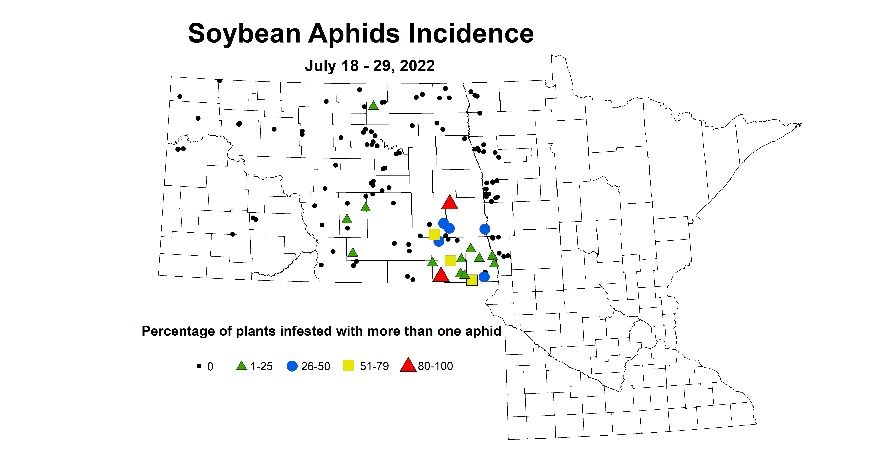 Soybean Aphids Incidence
July 18 - 29, 2022
Percentage of plants infested with more than one aphid
0 1-25 26-50 51-79 80-100